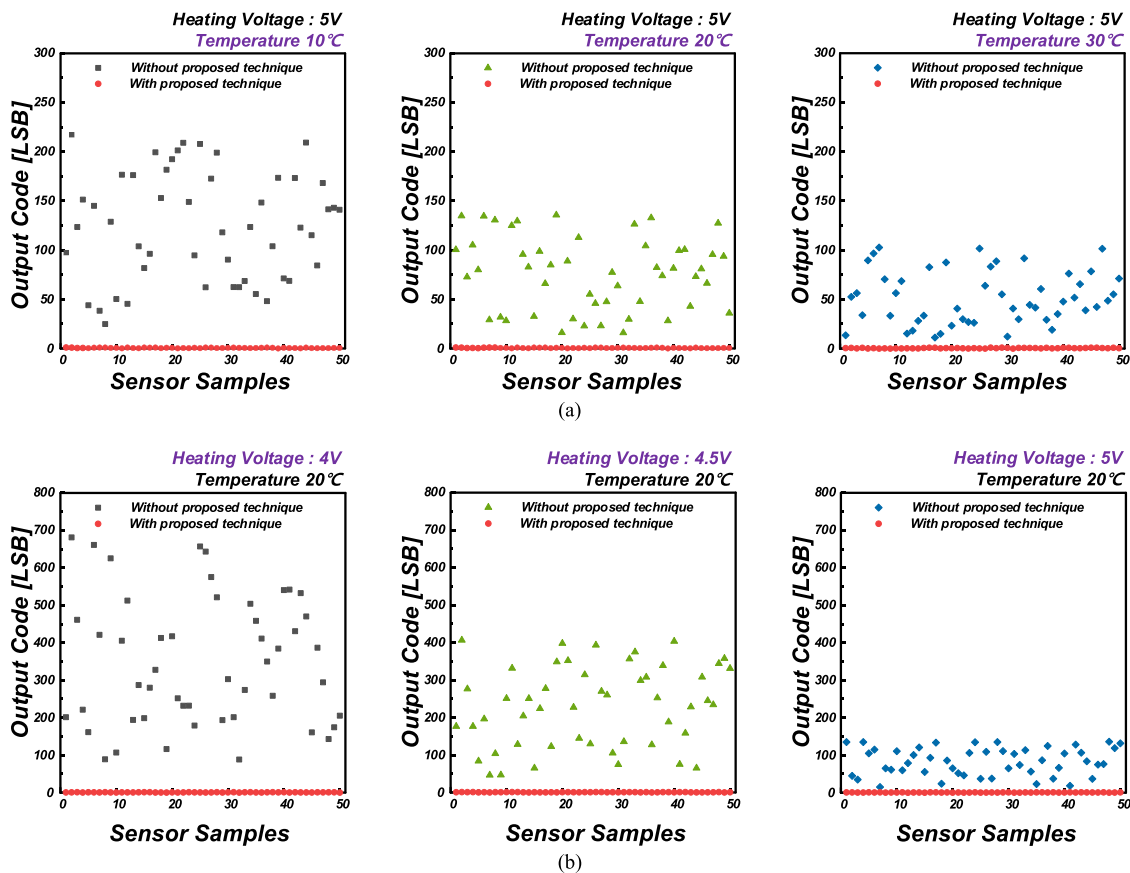 Heating Voltage : 5V
Temperature 10℃
300
250
200
150
100
50
0
Output Code [LSB]
Without proposed technique
With proposed technique
0 10 20 30 40 50
Sensor Samples
Heating Voltage : 5V
Temperature 20℃
300
250
200
150
100
50
0
Output Code [LSB]
Without proposed technique
With proposed technique
0 10 20 30 40 50
Sensor Samples
Heating Voltage : 5V
Temperature 30℃
300
250
200
150
100
50
0
Output Code [LSB]
Without proposed technique
With proposed technique
0 10 20 30 40 50
Sensor Samples
(a)
Heating Voltage : 4V
Temperature 20℃
800
700
600
500
400
300
200
100
0
Output Code [LSB]
Without proposed technique
With proposed technique
0 10 20 30 40 50
Sensor Samples
Heating Voltage : 4.5V
Temperature 20℃
800
700
600
500
400
300
200
100
0
Output Code [LSB]
Without proposed technique
With proposed technique
0 10 20 30 40 50
Sensor Samples
Heating Voltage : 5V
Temperature 20℃
800
700
600
500
400
300
200
100
0
Output Code [LSB]
Without proposed technique
With proposed technique
0 10 20 30 40 50
Sensor Samples
(b)